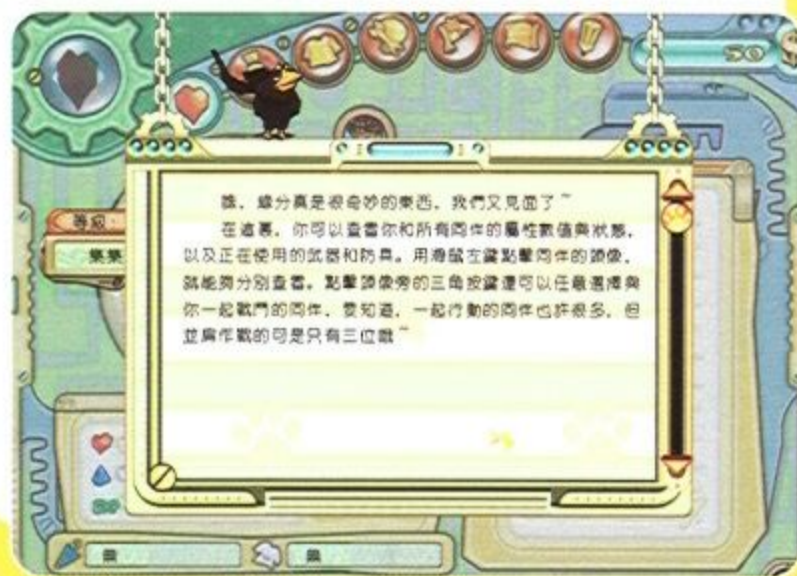 50
等級
集集
誰,緣分真是很奇妙的東西,我們又見面了~
在這裏,你可以查看你和所有同伴的屬性數值與狀態,
以及正在使用的武器和防具。用滑鼠左鍵點擊同伴的頭像,
就能夠分別查看。點擊頭像旁的三角按鍵還可以任意選擇與
你一起戰鬥的同伴,要知道,一起行動的同伴也許很多,但
並肩作戰的可是只有三位哦~
無
無